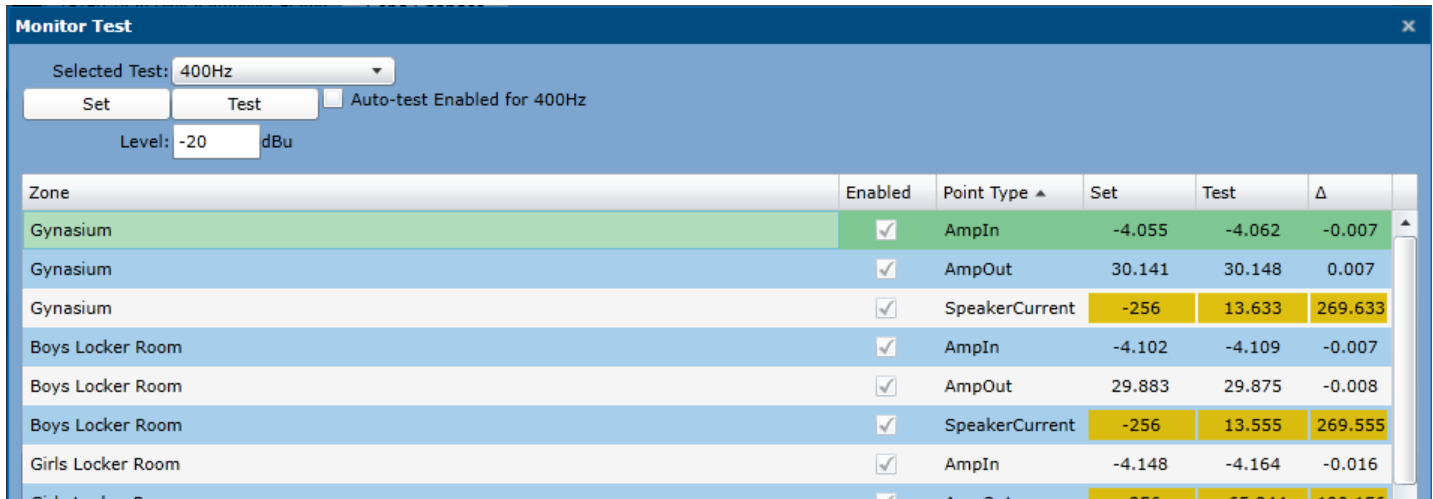 Monitor Test
Selected Test: 400Hz
Set Test Auto-test Enabled for 400Hz
Level: -20 dBu
Zone Enabled Point Type Set Test Δ
Gynasium AmpIn -4.055 -4.062 -0.007
Gynasium AmpOut 30.141 30.148 0.007
Gynasium SpeakerCurrent -256 13.633 269.633
Boys Locker Room AmpIn -4.102 -4.109 -0.007
Boys Locker Room AmpOut 29.883 29.875 -0.008
Boys Locker Room SpeakerCurrent -256 13.555 269.555
Girls Locker Room AmpIn -4.148 -4.164 -0.016